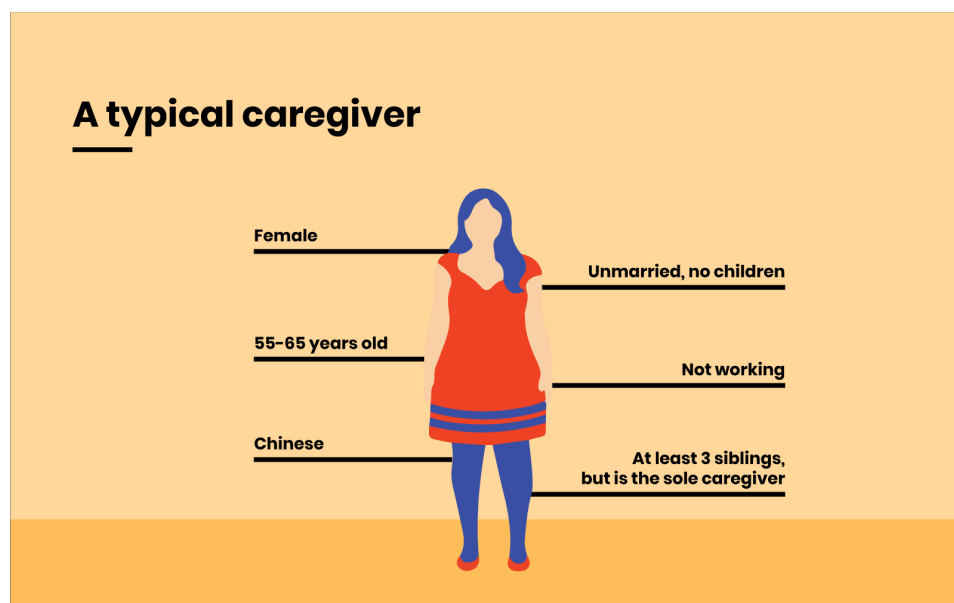 A typical caregiver
Female
Unmarried, no children
55-65 years old
Not working
Chinese
At least 3 siblings,
but is the sole caregiver